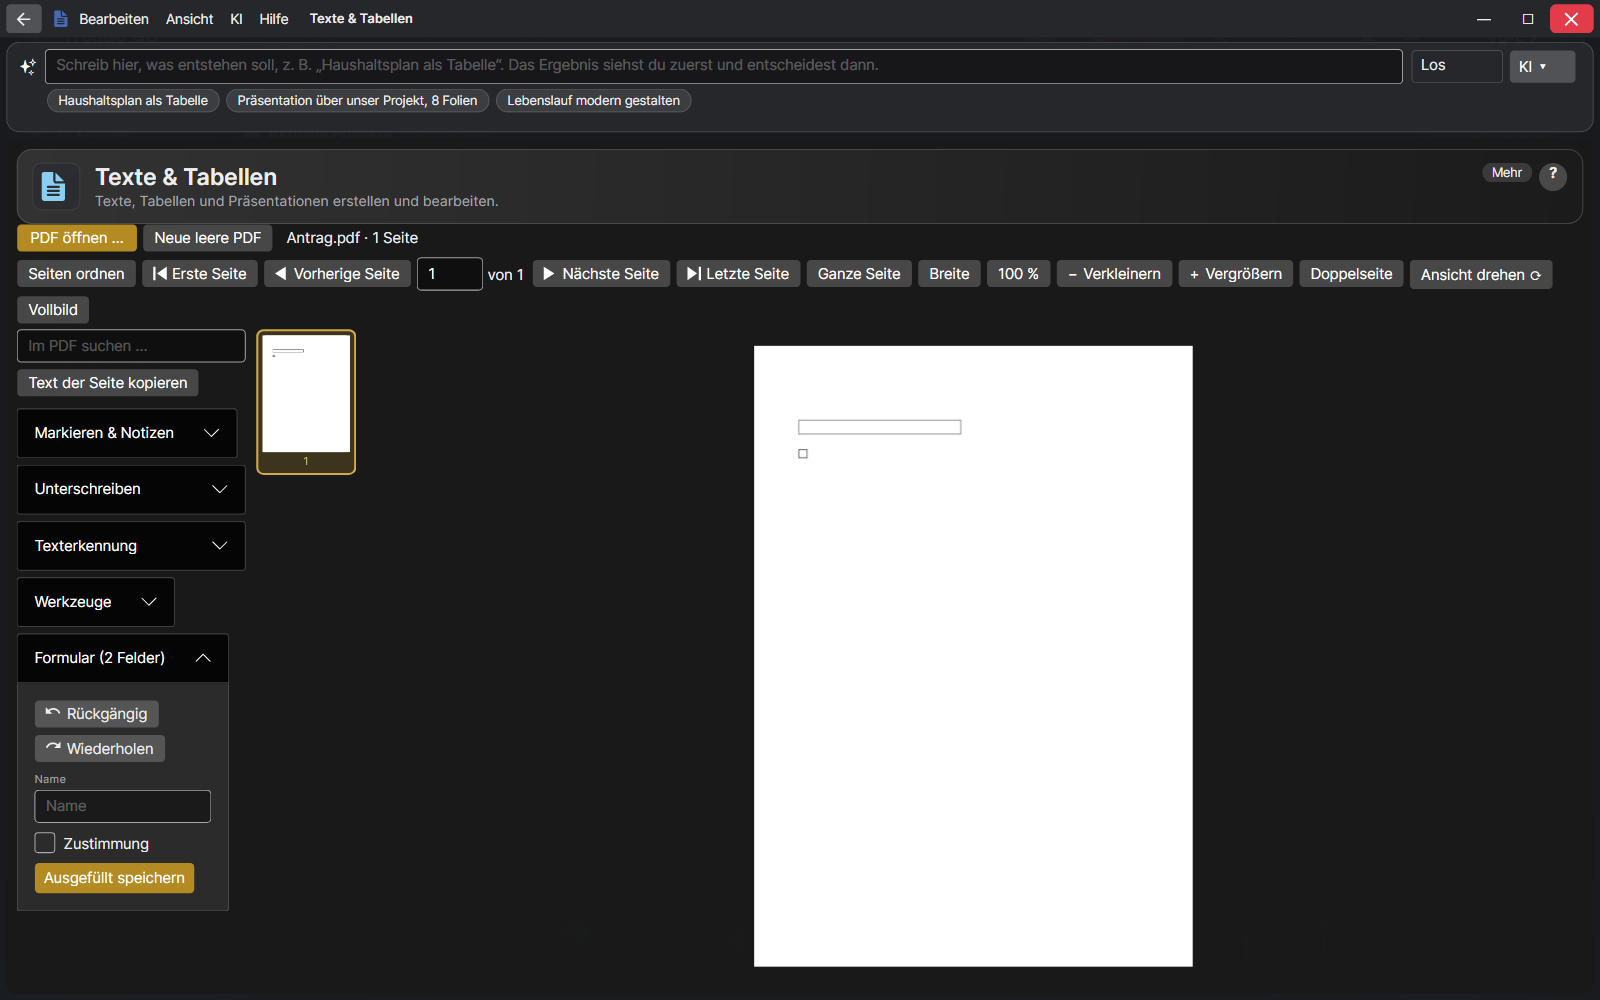 Bearbeiten Ansicht KI Hilfe Texte & Tabellen
Schreib hier, was entstehen soll, z. B. „Haushaltsplan als Tabelle“. Das Ergebnis siehst du zuerst und entscheidest dann. Los KI
Haushaltsplan als Tabelle Präsentation über unser Projekt, 8 Folien Lebenslauf modern gestalten
Texte & Tabellen Mehr ?
Texte, Tabellen und Präsentationen erstellen und bearbeiten.
PDF öffnen ... Neue leere PDF Antrag.pdf · 1 Seite
Seiten ordnen Erste Seite Vorherige Seite 1 von 1 Nächste Seite Letzte Seite Ganze Seite Breite 100 % − Verkleinern + Vergrößern Doppelseite Ansicht drehen ⟳
Vollbild
Im PDF suchen ...
Text der Seite kopieren
Markieren & Notizen
1
Unterschreiben
Texterkennung
Werkzeuge
Formular (2 Felder)
Rückgängig
Wiederholen
Name
Name
Zustimmung
Ausgefüllt speichern